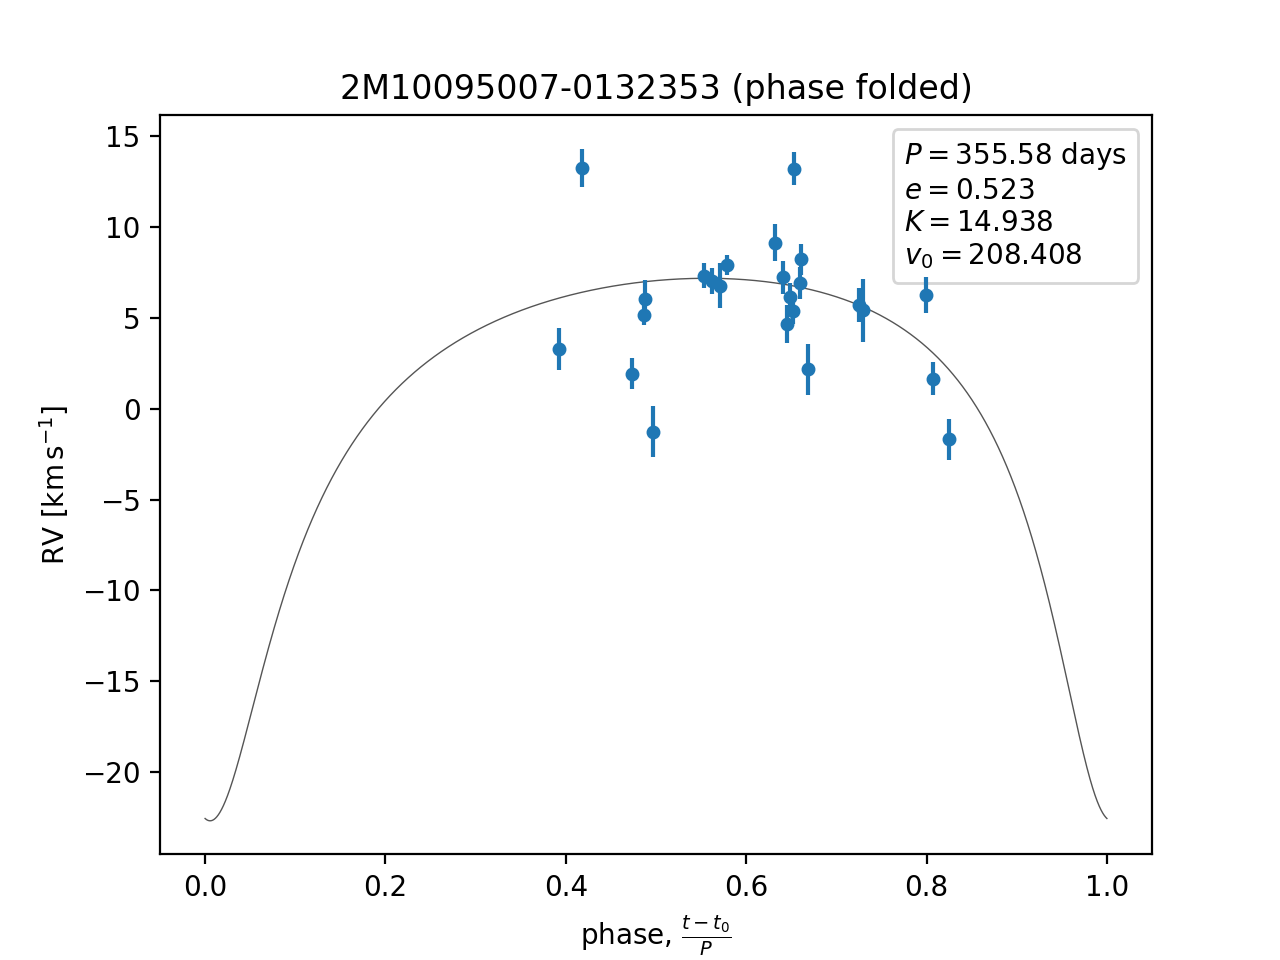 2M10095007-0132353 (phase folded)
P = 355.58 days
e = 0.523
K = 14.938
v₀ = 208.408
RV [km s⁻¹]
15
10
5
0
−5
−10
−15
−20
0.0 0.2 0.4 0.6 0.8 1.0
phase, (t − t₀)/P